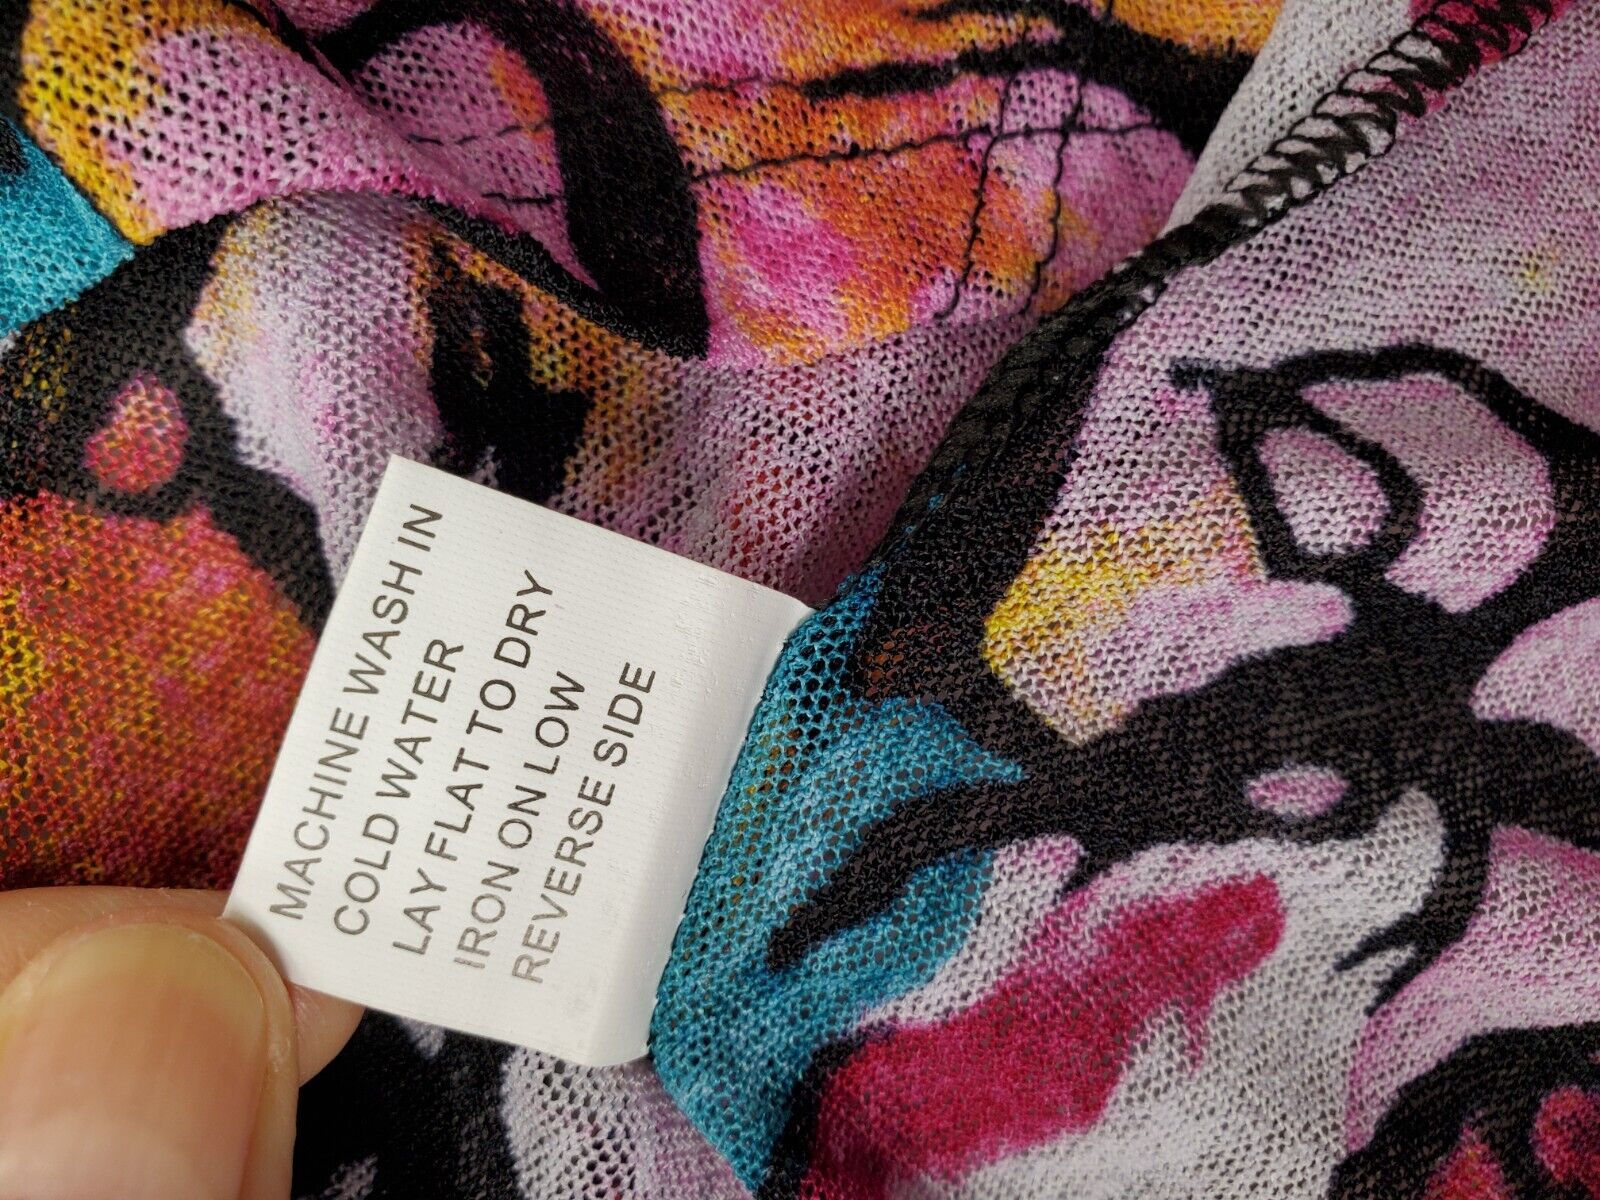 MACHINE WASH IN
COLD WATER
LAY FLAT TO DRY
IRON ON LOW
REVERSE SIDE